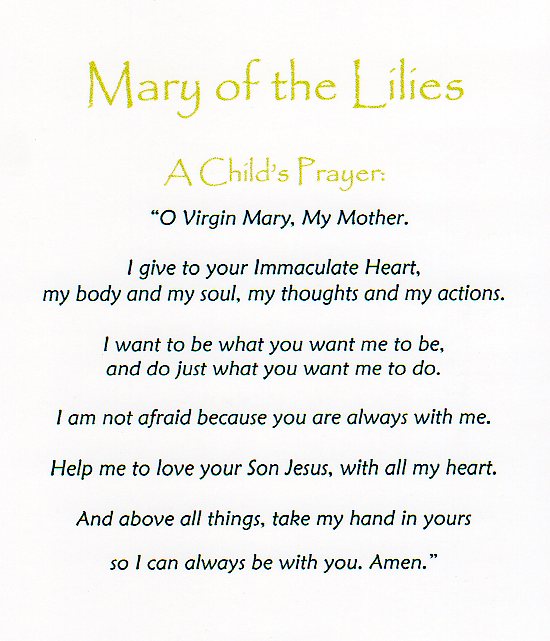 Mary of the Lilies
A Child's Prayer:
“O Virgin Mary, My Mother.
I give to your Immaculate Heart,
my body and my soul, my thoughts and my actions.
I want to be what you want me to be,
and do just what you want me to do.
I am not afraid because you are always with me.
Help me to love your Son Jesus, with all my heart.
And above all things, take my hand in yours
so I can always be with you. Amen.”